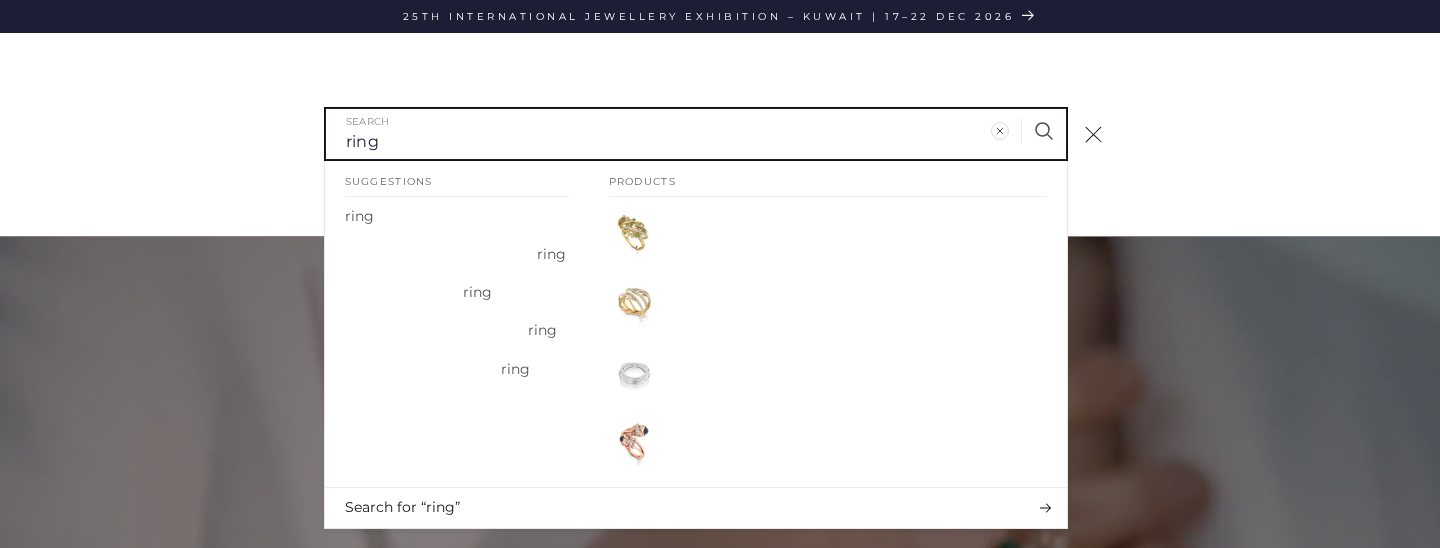 25TH INTERNATIONAL JEWELLERY EXHIBITION – KUWAIT | 17–22 DEC 2026
SEARCH
ring
SUGGESTIONS
PRODUCTS
ring
ring
ring
ring
ring
Search for “ring”